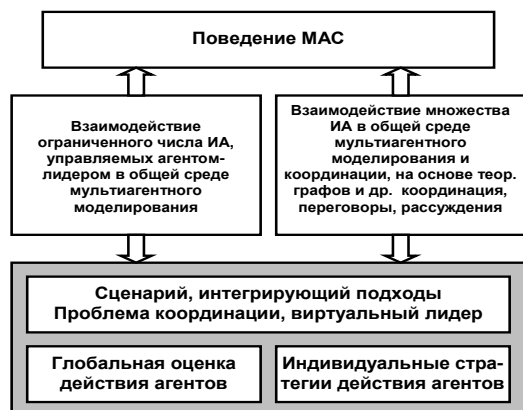 Поведение МАС
Взаимодействие
ограниченного числа ИА,
управляемых агентом-
лидером в общей среде
мультиагентного
моделирования
Взаимодействие множества
ИА в общей среде
мультиагентного
моделирования и
координации, на основе теор.
графов и др. координация,
переговоры, рассуждения
Сценарий, интегрирующий подходы
Проблема координации, виртуальный лидер
Глобальная оценка
действия агентов
Индивидуальные стра-
тегии действия агентов